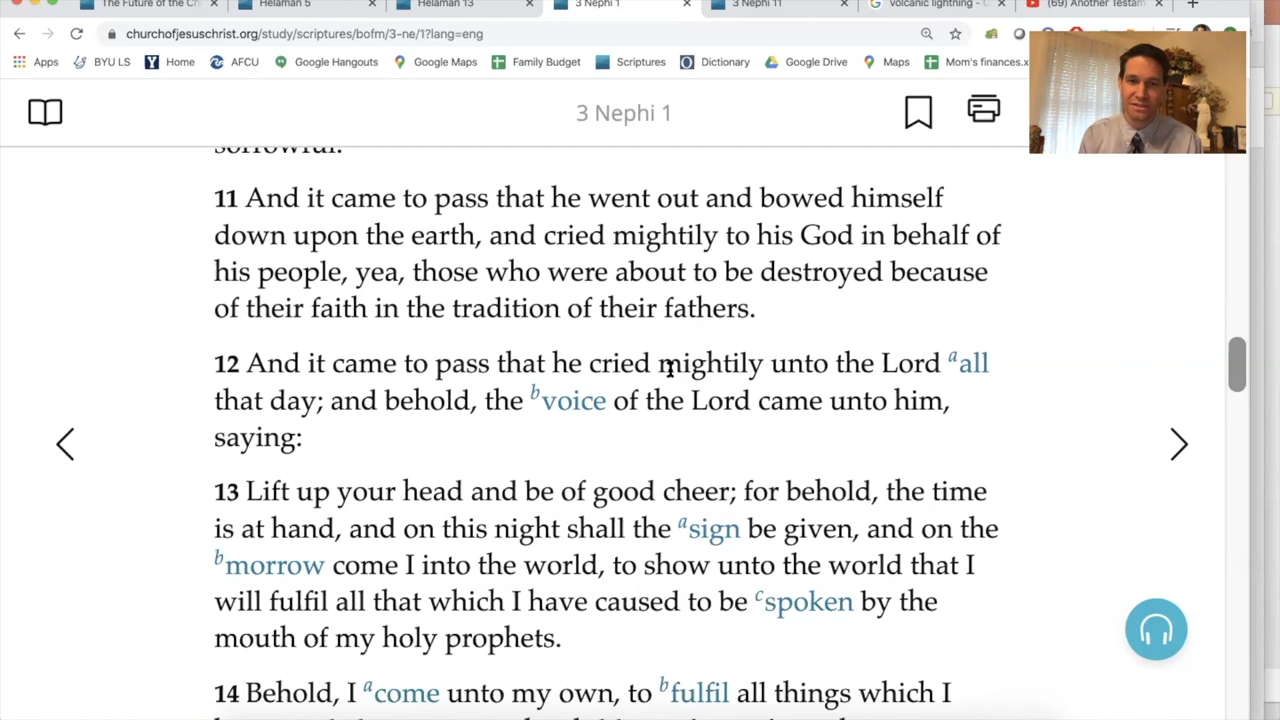 The Future of the Ch
Helaman 5
Helaman 13
3 Nephi 1
3 Nephi 11
volcanic lightning - G
(69) Another Testam
churchofjesuschrist.org/study/scriptures/bofm/3-ne/1?lang=eng
Apps BYU LS Home AFCU Google Hangouts Google Maps Family Budget Scriptures Dictionary Google Drive Maps Mom's finances.x
3 Nephi 1
sorrowful.
11 And it came to pass that he went out and bowed himself
down upon the earth, and cried mightily to his God in behalf of
his people, yea, those who were about to be destroyed because
of their faith in the tradition of their fathers.
12 And it came to pass that he cried mightily unto the Lord a all
that day; and behold, the b voice of the Lord came unto him,
saying:
13 Lift up your head and be of good cheer; for behold, the time
is at hand, and on this night shall the a sign be given, and on the
b morrow come I into the world, to show unto the world that I
will fulfil all that which I have caused to be c spoken by the
mouth of my holy prophets.
14 Behold, I a come unto my own, to b fulfil all things which I